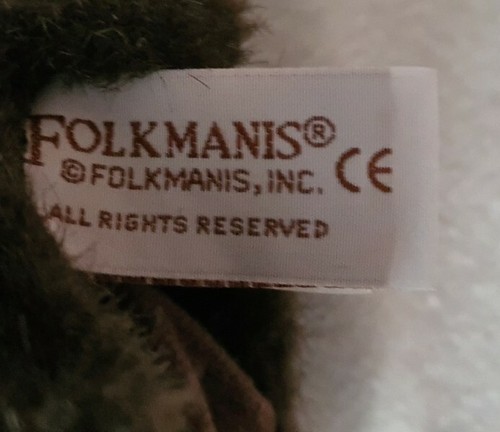 FOLKMANIS®
©FOLKMANIS, INC. CE
ALL RIGHTS RESERVED